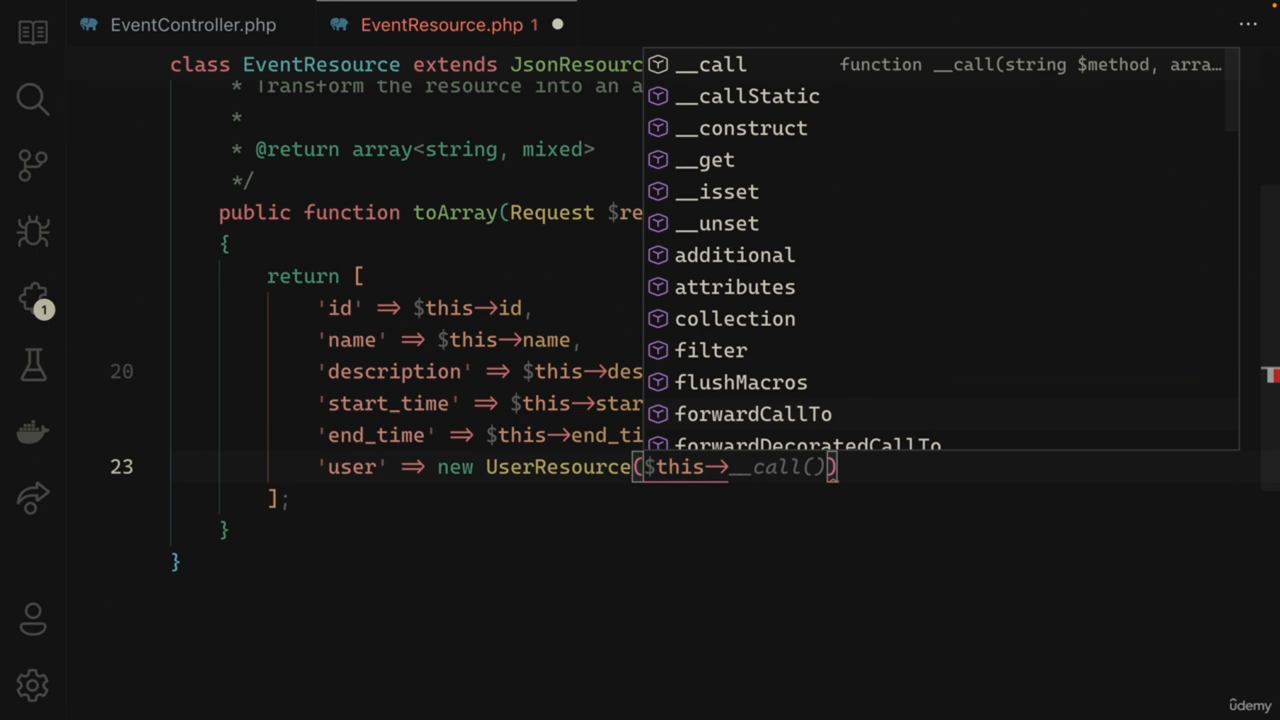 EventController.php
EventResource.php 1
class EventResource extends JsonResourc
* Transform the resource into an a
*
* @return array<string, mixed>
*/
public function toArray(Request $re
{
return [
'id' => $this->id,
'name' => $this->name,
20 'description' => $this->des
'start_time' => $this->star
'end_time' => $this->end_ti
23 'user' => new UserResource($this->__call())
];
}
}
__call function __call(string $method, arra…
__callStatic
__construct
__get
__isset
__unset
additional
attributes
collection
filter
flushMacros
forwardCallTo
forwardDecoratedCallTo
1
ûdemy